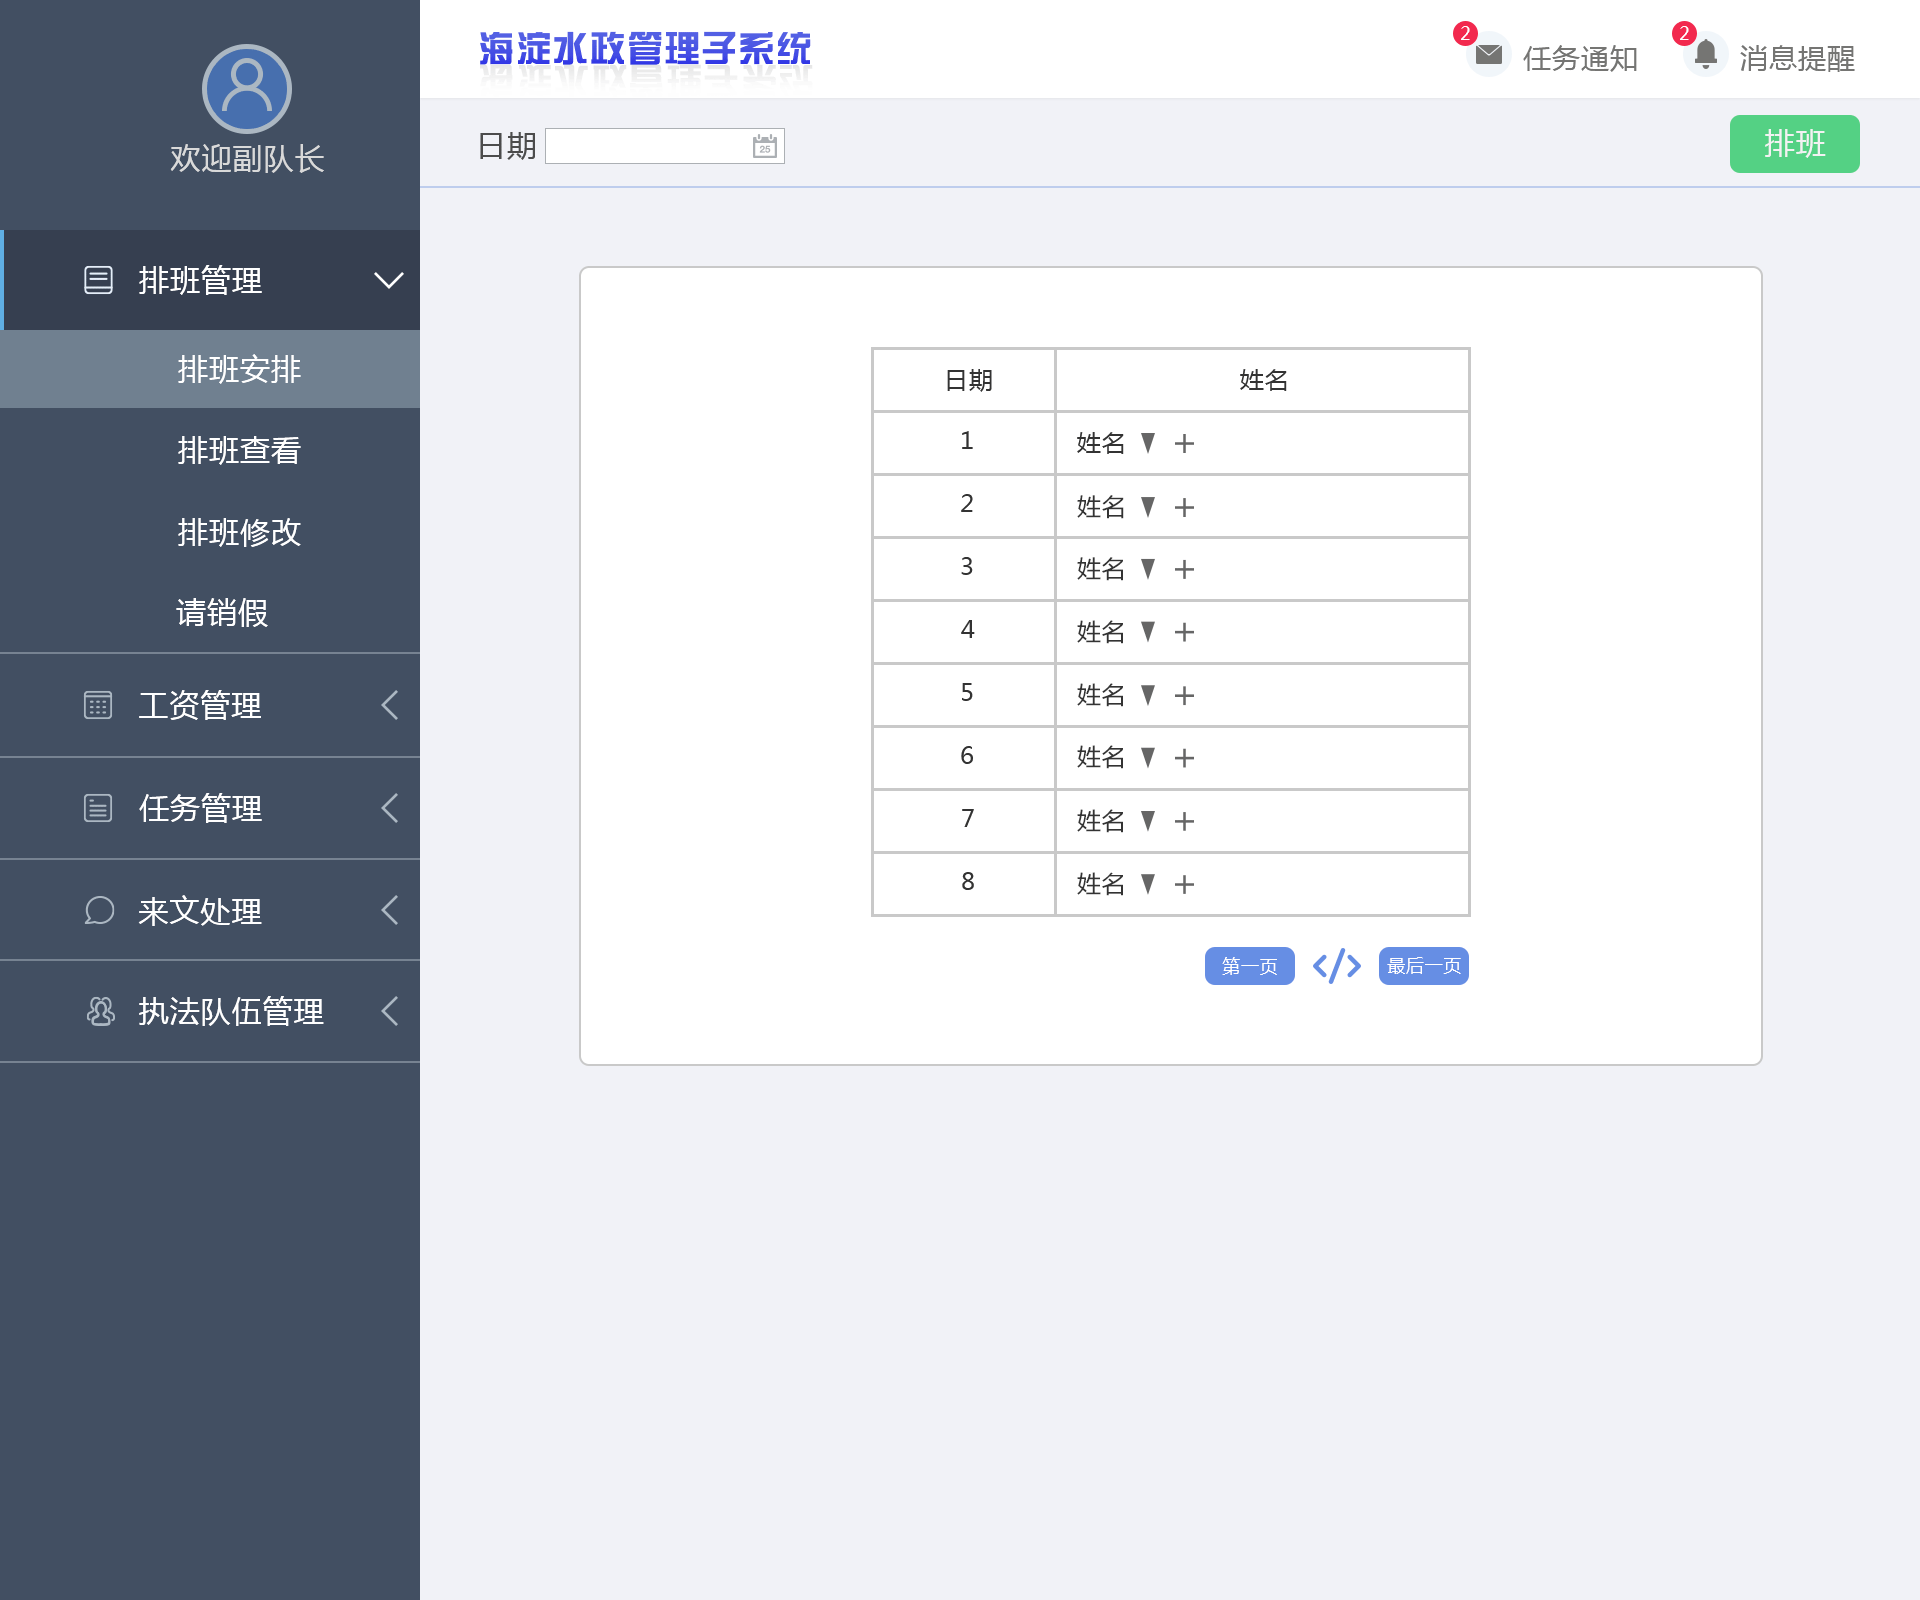 海淀水政管理子系统
2 任务通知
2 消息提醒
欢迎副队长
日期
25
排班
排班管理
排班安排
排班查看
排班修改
请销假
工资管理
任务管理
来文处理
执法队伍管理
日期 姓名
1 姓名
2 姓名
3 姓名
4 姓名
5 姓名
6 姓名
7 姓名
8 姓名
第一页 </> 最后一页